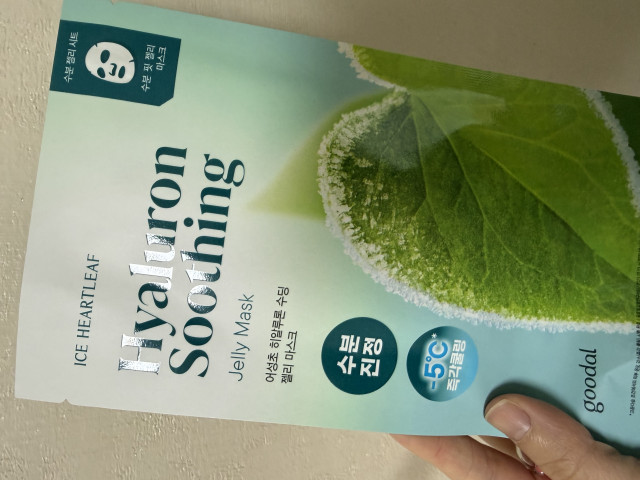 수분 젤리 시트
수분 핏 젤리
마스크
ICE HEARTLEAF
Hyaluron
Soothing
Jelly Mask
어성초 히알루론 수딩
젤리 마스크
수분
진정
-5℃*
즉각쿨링
goodal